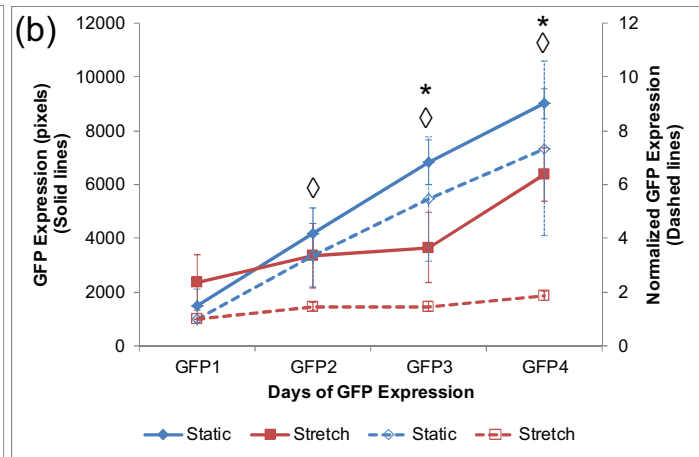 (b)
GFP Expression (pixels)
(Solid lines)
12000
10000
8000
6000
4000
2000
0
*
*
12
10
8
6
4
2
0
Normalized GFP Expression
(Dashed lines)
GFP1 GFP2 GFP3 GFP4
Days of GFP Expression
Static Stretch Static Stretch